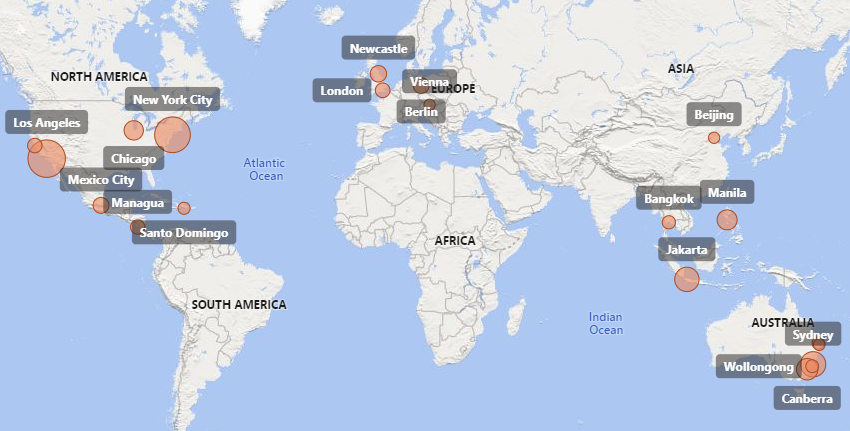 Newcastle
NORTH AMERICA
ASIA
Vienna
EUROPE
London
New York City
Berlin
Los Angeles
Beijing
Chicago
Atlantic
Ocean
Mexico City
Managua
Bangkok
Manila
Santo Domingo
AFRICA
Jakarta
SOUTH AMERICA
Indian
Ocean
AUSTRALIA
Sydney
Wollongong
Canberra